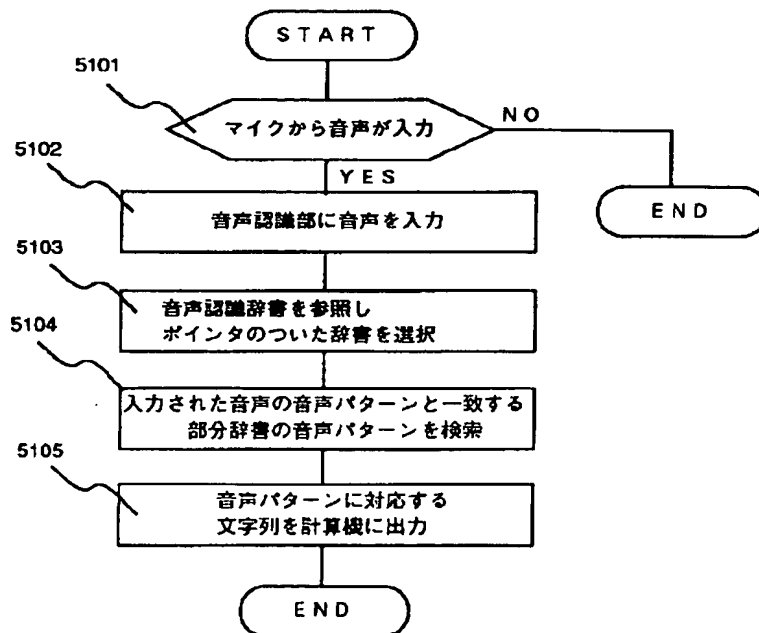 START
5101
マイクから音声が入力
NO
YES
END
5102
音声認識部に音声を入力
5103
音声認識辞書を参照し
ポインタのついた辞書を選択
5104
入力された音声の音声パターンと一致する
部分辞書の音声パターンを検索
5105
音声パターンに対応する
文字列を計算機に出力
END